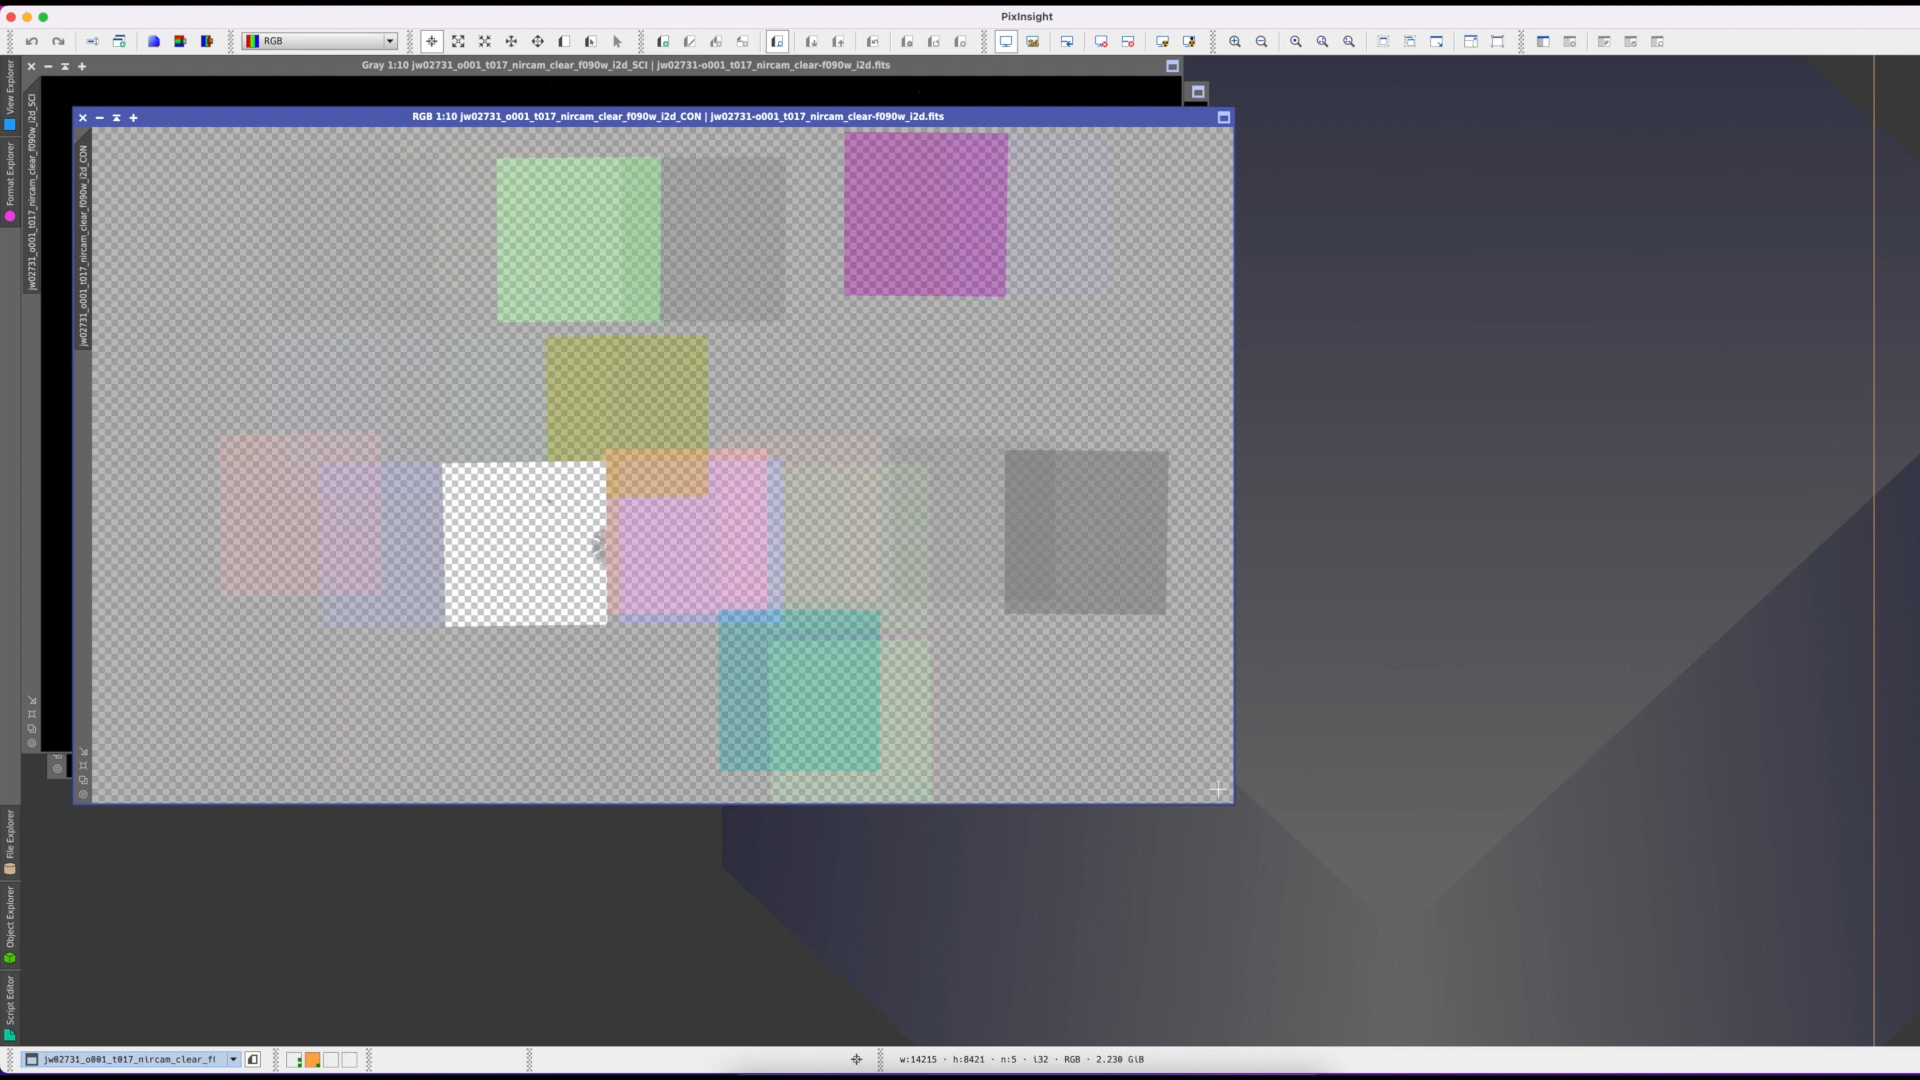 PixInsight
RGB
Gray 1:10 jw02731_o001_t017_nircam_clear_f090w_i2d_SCI | jw02731-o001_t017_nircam_clear-f090w_i2d.fits
RGB 1:10 jw02731_o001_t017_nircam_clear_f090w_i2d_CON | jw02731-o001_t017_nircam_clear-f090w_i2d.fits
View Explorer
Format Explorer
jw02731_o001_t017_nircam_clear_f090w_i2d_SCI
jw02731_o001_t017_nircam_clear_f090w_i2d_CON
File Explorer
Object Explorer
Script Editor
jw02731_o001_t017_nircam_clear_f(
w:14215 · h:8421 · n:5 · i32 · RGB · 2.230 GiB